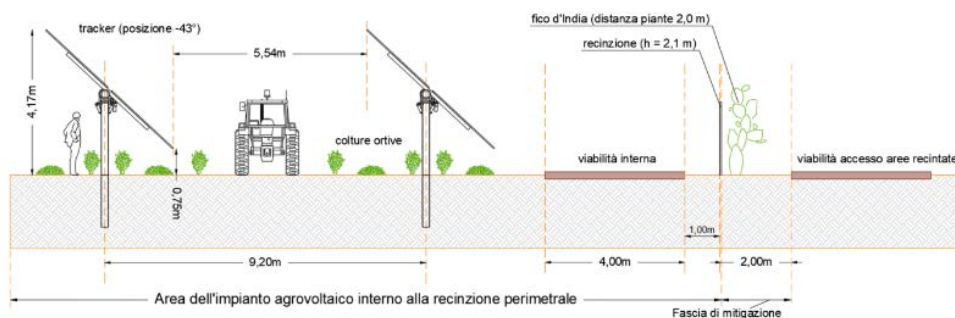 fico d'India (distanza piante 2,0 m)
tracker (posizione -43°)
recinzione (h = 2,1 m)
5,54m
4,17m
colture ortive
viabilità interna
viabilità accesso aree recintate
0,75m
1,00m
9,20m
4,00m
2,00m
Area dell'impianto agrovoltaico interno alla recinzione perimetrale
Fascia di mitigazione